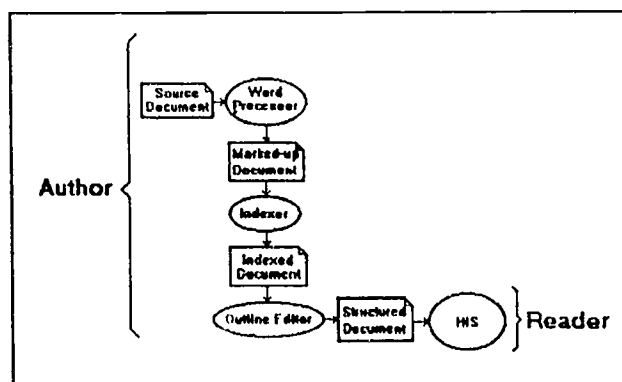 Source
Document
Word
Processor
Marked-up
Document
Author
Indexer
Indexed
Document
Outline Editor
Structured
Document
HIS
Reader